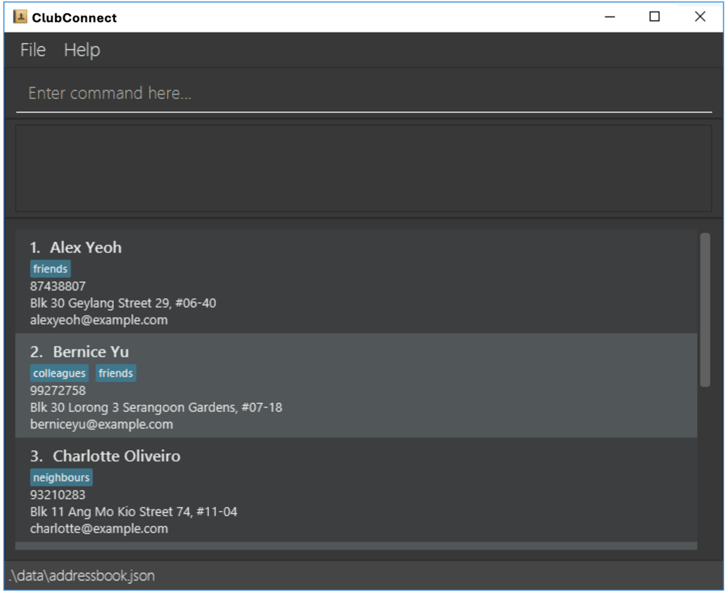 ClubConnect
File Help
Enter command here...
1. Alex Yeoh
friends
87438807
Blk 30 Geylang Street 29, #06-40
alexyeoh@example.com
2. Bernice Yu
colleagues friends
99272758
Blk 30 Lorong 3 Serangoon Gardens, #07-18
berniceyu@example.com
3. Charlotte Oliveiro
neighbours
93210283
Blk 11 Ang Mo Kio Street 74, #11-04
charlotte@example.com
.\data\addressbook.json